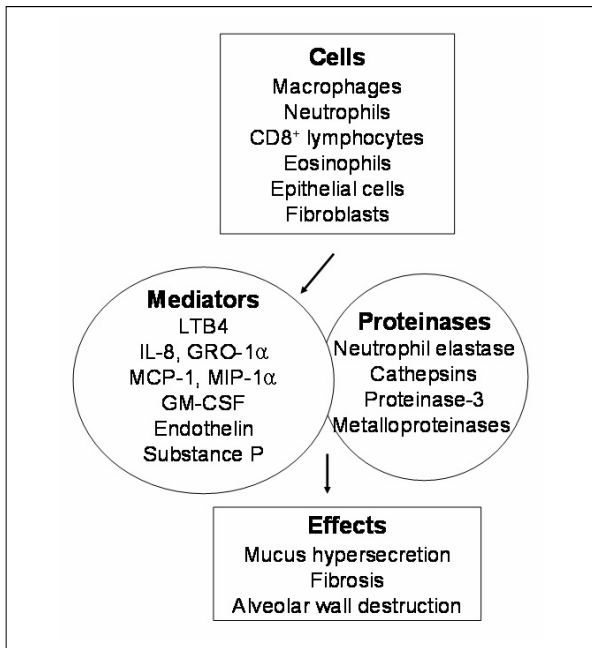 Cells
Macrophages
Neutrophils
CD8⁺ lymphocytes
Eosinophils
Epithelial cells
Fibroblasts
Mediators
LTB4
IL-8, GRO-1α
MCP-1, MIP-1α
GM-CSF
Endothelin
Substance P
Proteinases
Neutrophil elastase
Cathepsins
Proteinase-3
Metalloproteinases
Effects
Mucus hypersecretion
Fibrosis
Alveolar wall destruction